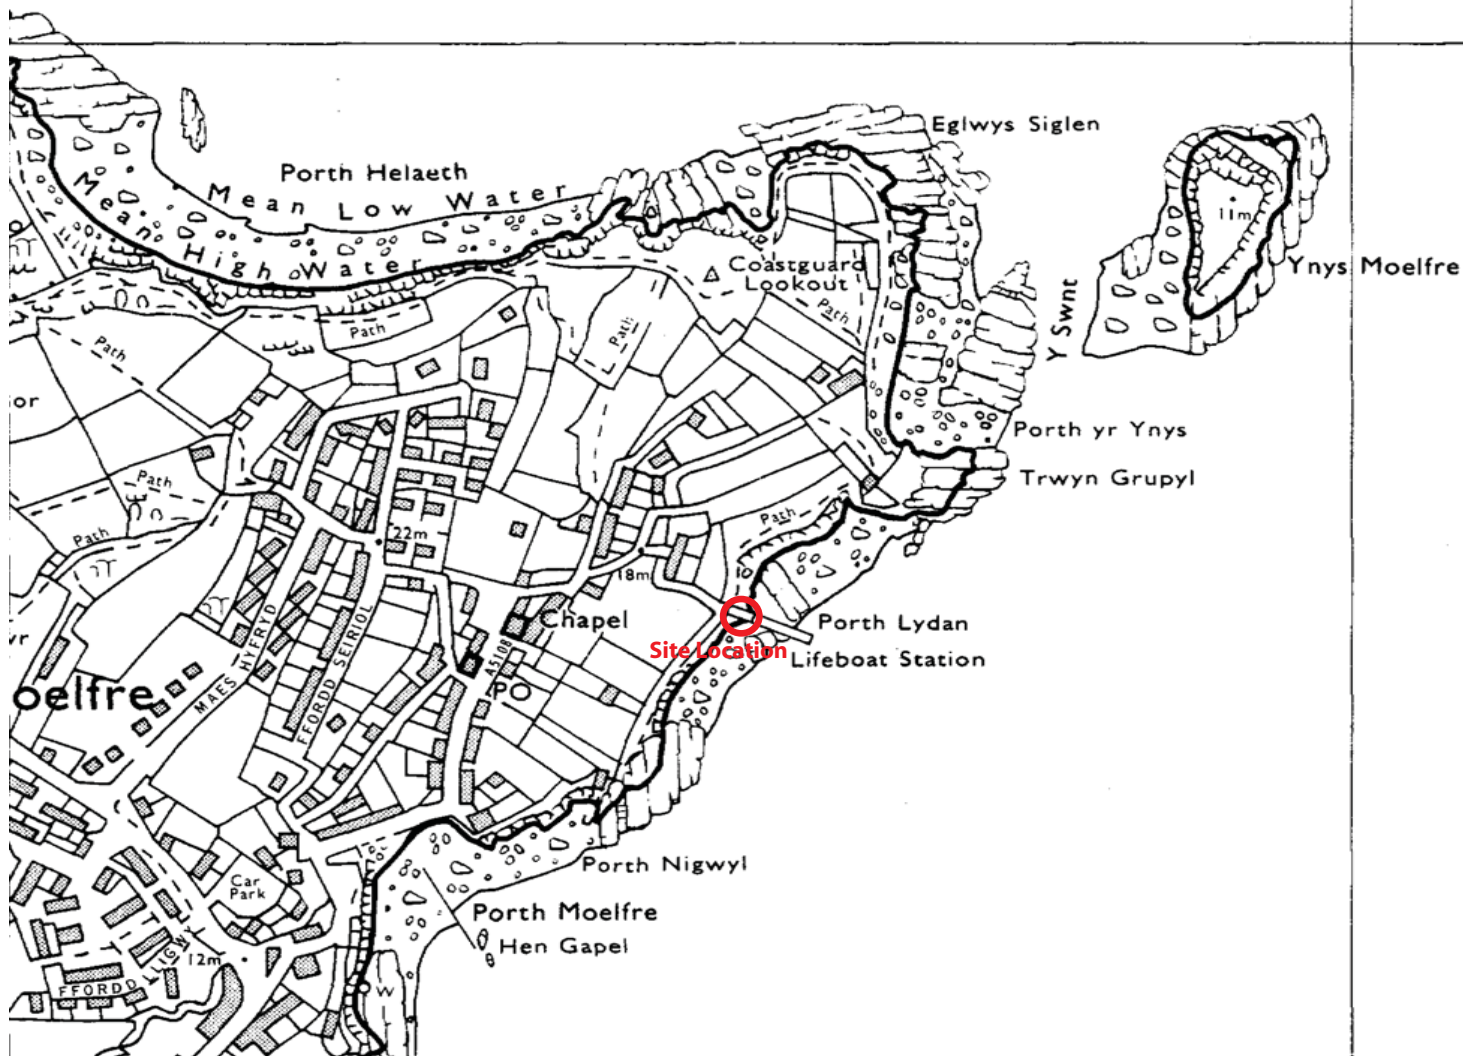 Eglwys Siglen
Porth Helaeth
Mean Low Water
Mean High Water
11m
Coastguard
Lookout
Ynys Moelfre
Y Swnt
Path
Path
Path
Path
or
Porth yr Ynys
Path
Trwyn Grupyl
Path
Path
22m
18m
Chapel
Porth Lydan
Site Location
Lifeboat Station
yr
MAES HYFRYD
FFORDD SEIRIOL
A5108
PO
oelfre
Porth Nigwyl
Car
Park
Porth Moelfre
Hen Gapel
12m
FFORDD LLIGWY
W